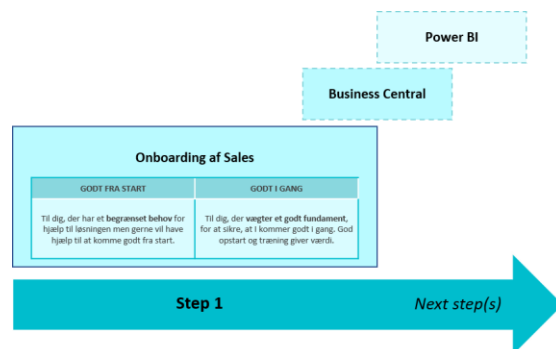 Power BI
Business Central
Onboarding af Sales
GODT FRA START
GODT I GANG
Til dig, der har et begrænset behov for
hjælp til løsningen men gerne vil have
hjælp til at komme godt fra start.
Til dig, der vægter et godt fundament,
for at sikre, at I kommer godt i gang. God
opstart og træning giver værdi.
Step 1
Next step(s)